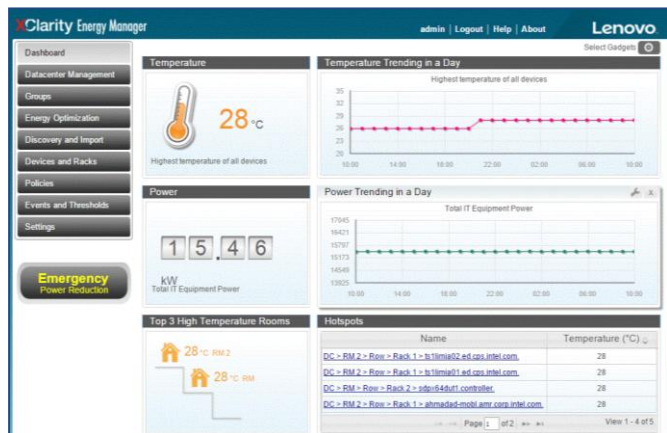 XClarity Energy Manager
admin | Logout | Help | About
Lenovo
Select Gadgets
Dashboard
Datacenter Management
Groups
Energy Optimization
Discovery and Import
Devices and Racks
Policies
Events and Thresholds
Settings
Emergency
Power Reduction
Temperature
28 °C
Highest temperature of all devices
Temperature Trending in a Day
Highest temperature of all devices
35
32
29
26
23
20
10:00 14:00 18:00 22:00 02:00 06:00 10:00
Power
15.46
kW
Total IT Equipment Power
Power Trending in a Day
x
Total IT Equipment Power
17045
16421
15797
15173
14549
13925
10:00 14:00 18:00 22:00 02:00 06:00 10:00
Top 3 High Temperature Rooms
28 °C RM 2
28 °C RM
Hotspots
Name Temperature (°C)
DC > RM 2 > Row > Rack 1 > ts1limia02.ed.cps.intel.com. 28
DC > RM 2 > Row > Rack 1 > ts1limia01.ed.cps.intel.com. 28
DC > RM > Row > Rack 2 > sdpx64dut1.controller. 28
DC > RM 2 > Row > Rack 1 > ahmadad-mobl.amr.corp.intel.com. 28
Page 1 of 2 View 1 - 4 of 5